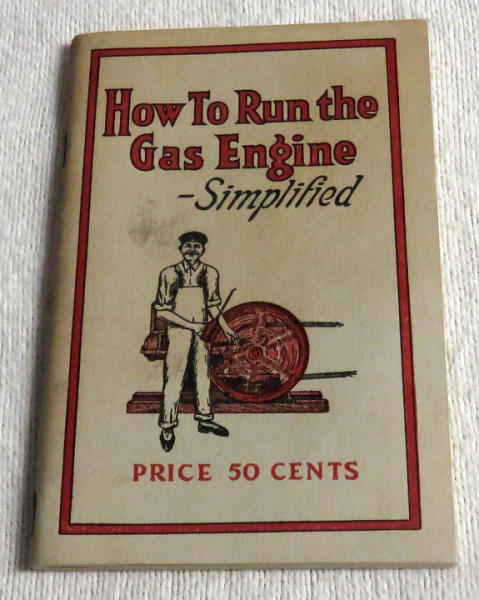 How To Run the
Gas Engine
-Simplified
PRICE 50 CENTS